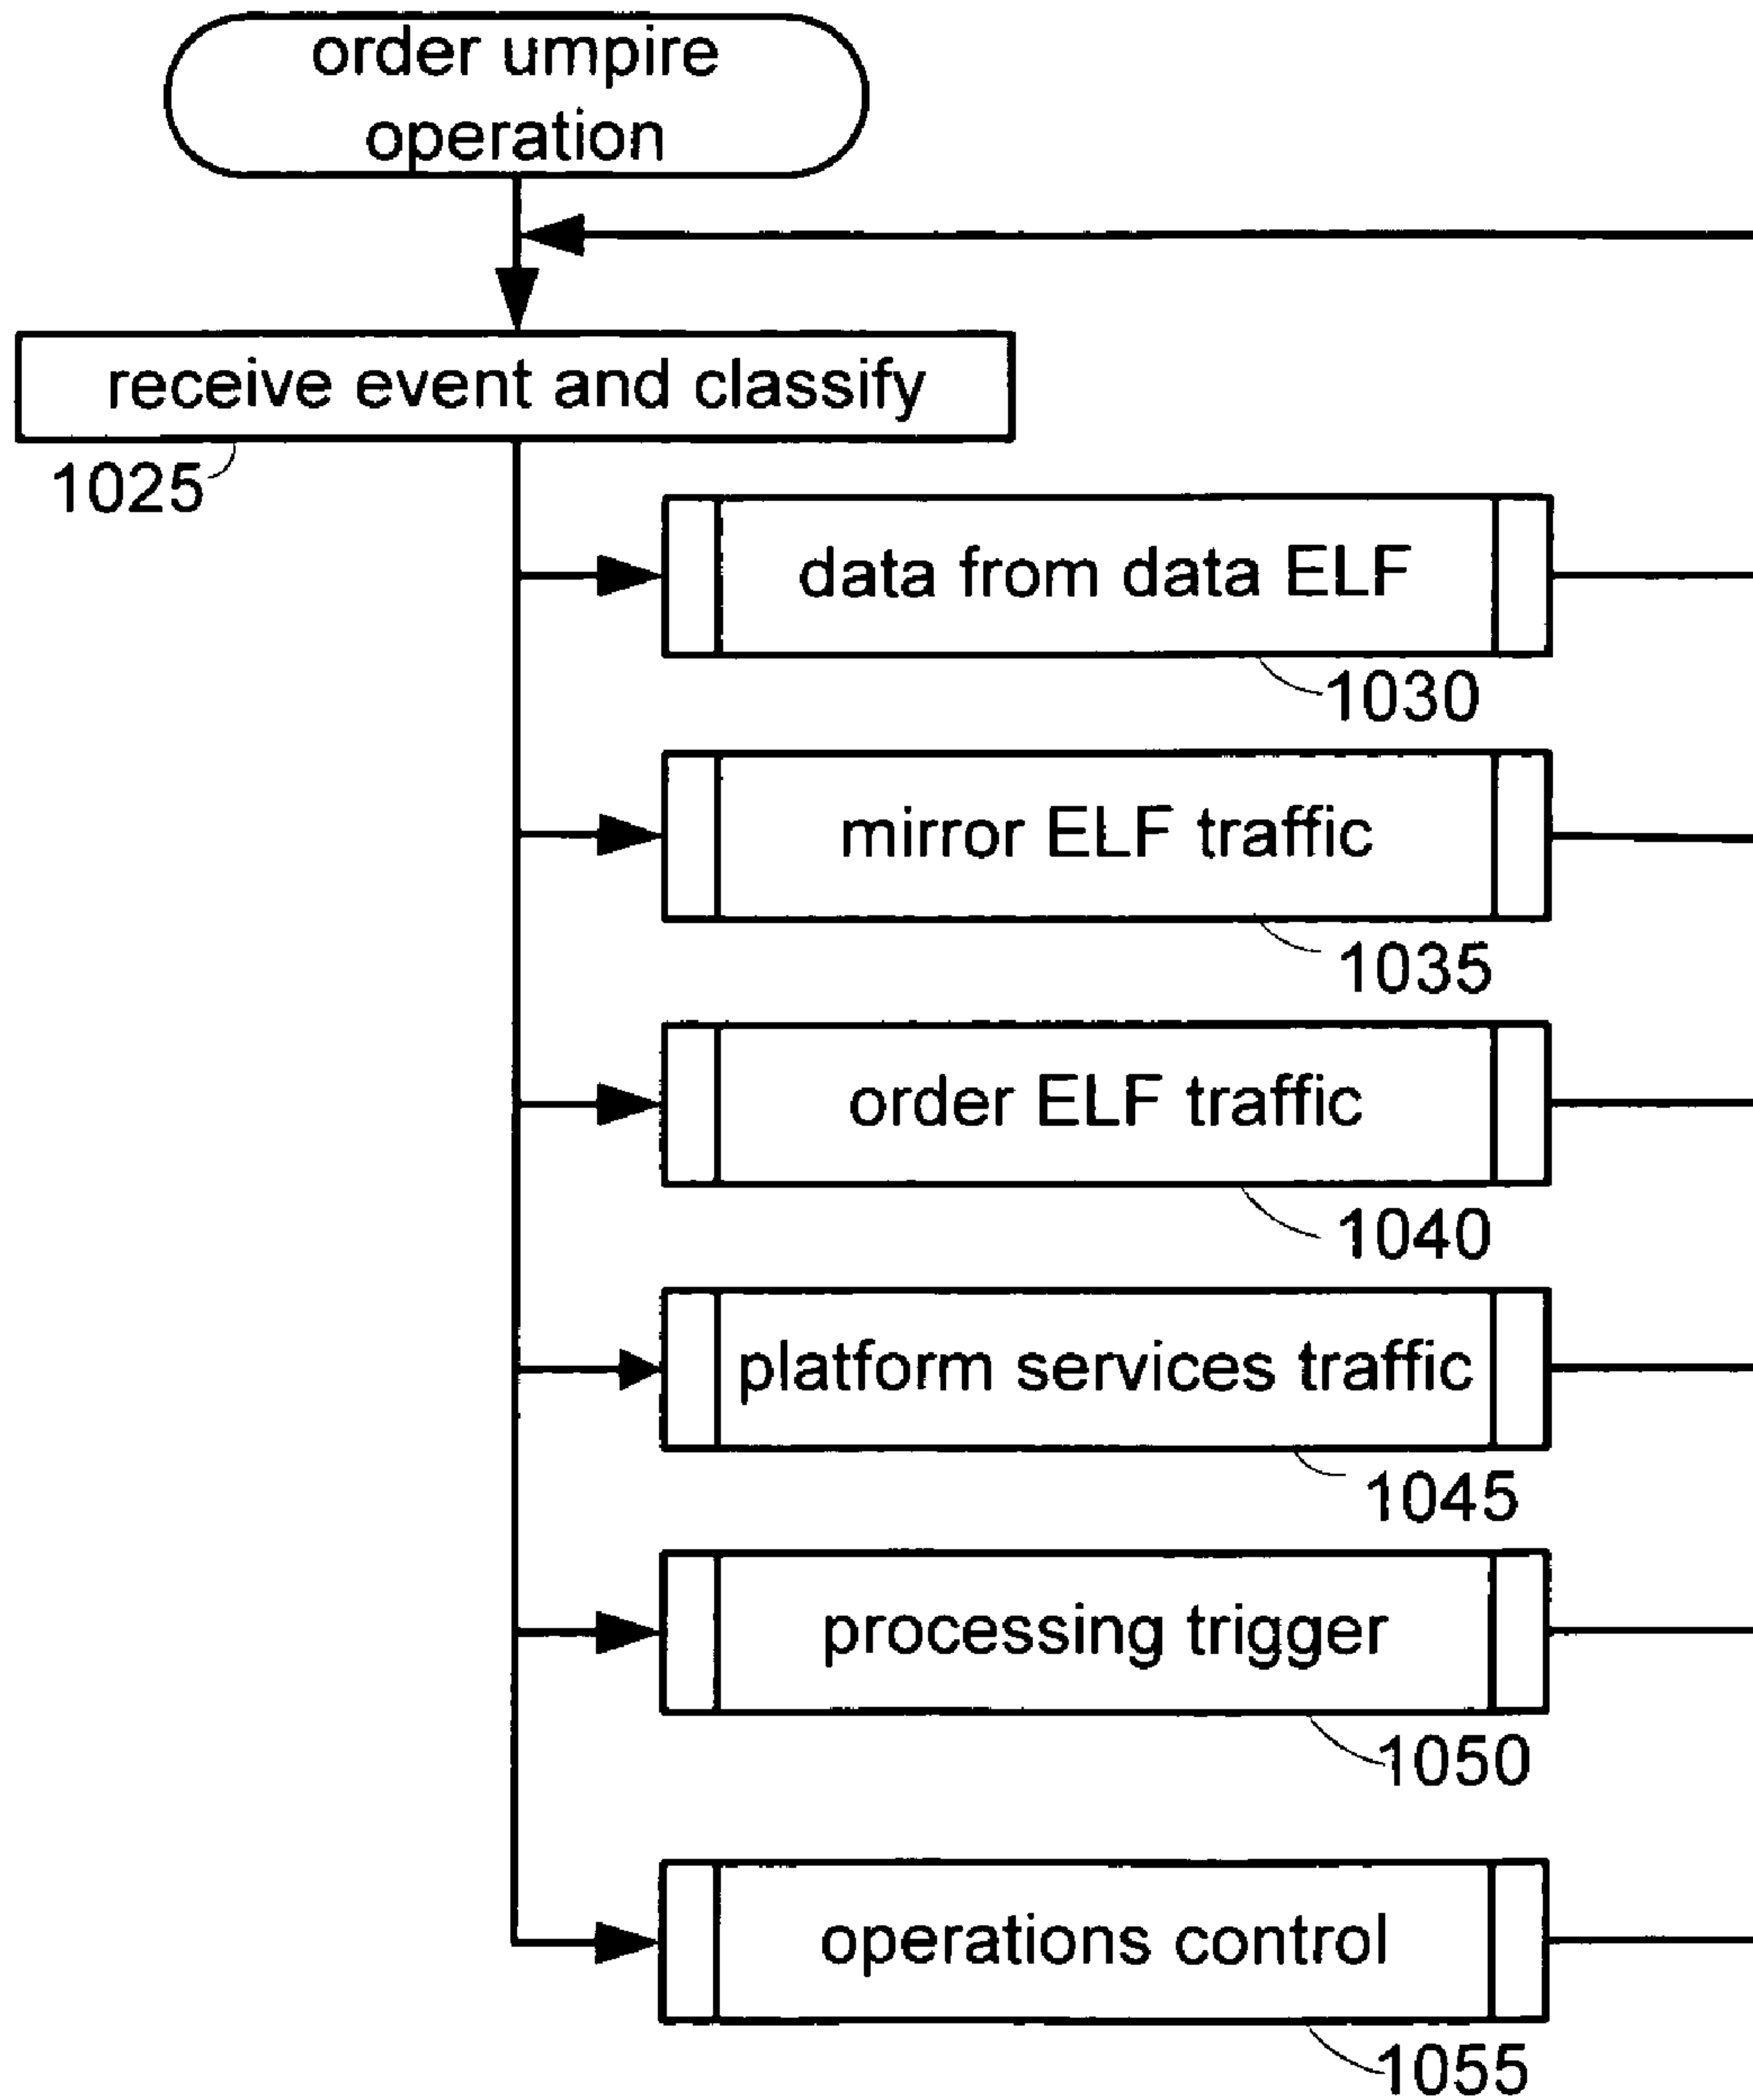 order umpire
operation
receive event and classify
1025
data from data ELF
1030
mirror ELF traffic
1035
order ELF traffic
1040
platform services traffic
1045
processing trigger
1050
operations control
1055